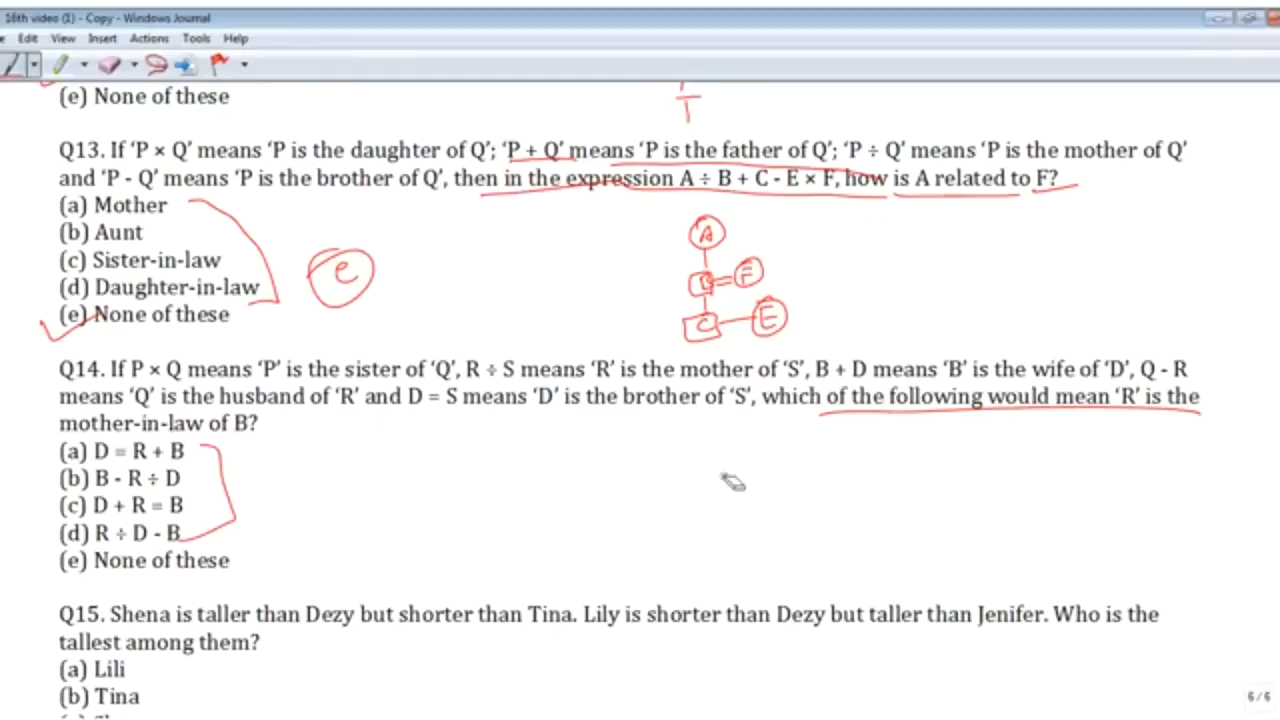 16th video (1) - Copy - Windows Journal
Edit View Insert Actions Tools Help
(e) None of these
T
Q13. If ‘P × Q’ means ‘P is the daughter of Q’; ‘P + Q’ means ‘P is the father of Q’; ‘P ÷ Q’ means ‘P is the mother of Q’
and ‘P - Q’ means ‘P is the brother of Q’, then in the expression A ÷ B + C - E × F, how is A related to F?
(a) Mother
(b) Aunt
(c) Sister-in-law
(d) Daughter-in-law
(e) None of these
e
A
B = F
C — E
Q14. If P × Q means ‘P’ is the sister of ‘Q’, R ÷ S means ‘R’ is the mother of ‘S’, B + D means ‘B’ is the wife of ‘D’, Q - R
means ‘Q’ is the husband of ‘R’ and D = S means ‘D’ is the brother of ‘S’, which of the following would mean ‘R’ is the
mother-in-law of B?
(a) D = R + B
(b) B - R ÷ D
(c) D + R = B
(d) R ÷ D - B
(e) None of these
Q15. Shena is taller than Dezy but shorter than Tina. Lily is shorter than Dezy but taller than Jenifer. Who is the
tallest among them?
(a) Lili
(b) Tina
6 / 6